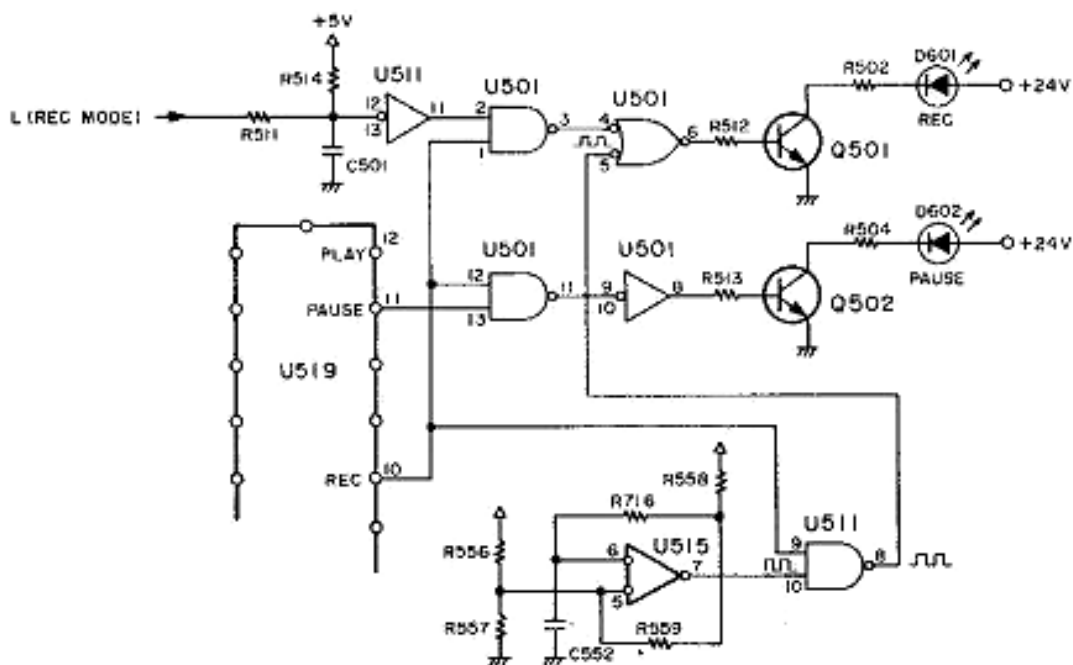 +5V
R514
U511
L (REC MODE)
R511
12
13
11
C501
U501
2
1
3
U501
4
5
6
R512
Q501
R502
D601
REC
+24V
PLAY
12
PAUSE
11
U519
REC
10
U501
12
13
11
U501
9
10
8
R513
Q502
R504
D602
PAUSE
+24V
R558
R716
R556
U515
6
5
7
R557
C552
R559
U511
9
10
8